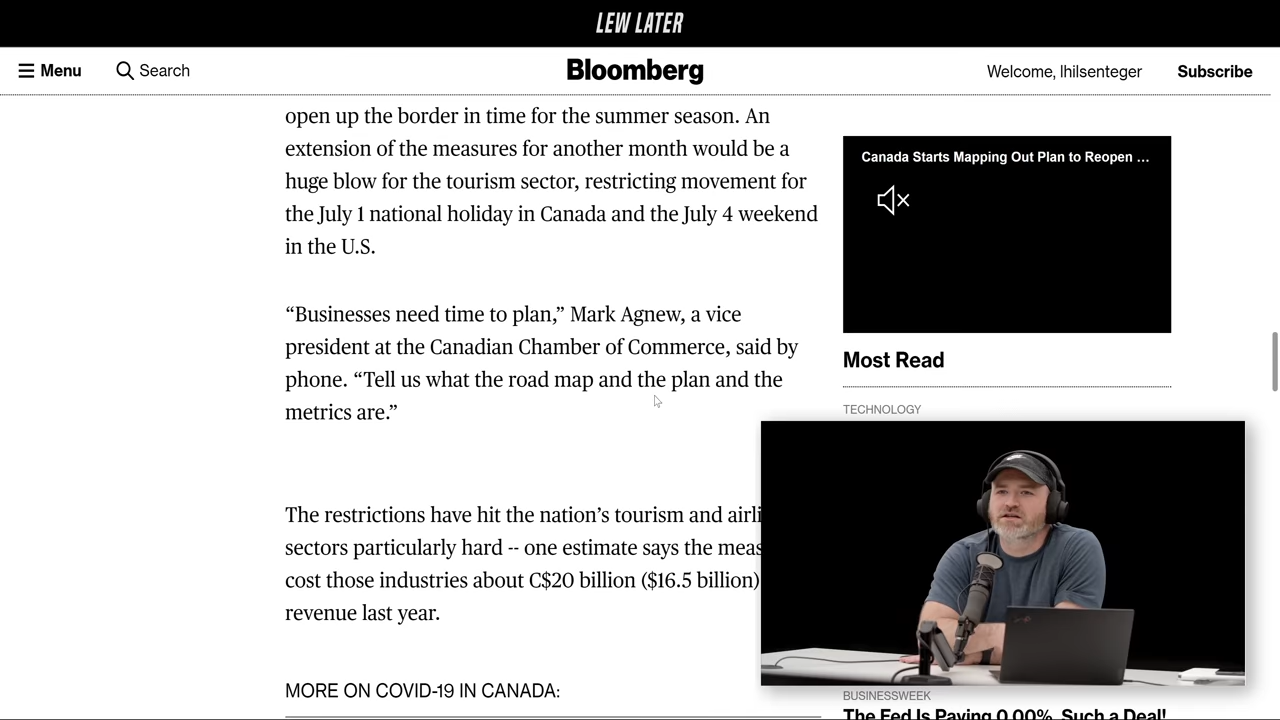 LEW LATER
Menu
Search
Bloomberg
Welcome, lhilsenteger
Subscribe
open up the border in time for the summer season. An
extension of the measures for another month would be a
huge blow for the tourism sector, restricting movement for
the July 1 national holiday in Canada and the July 4 weekend
in the U.S.
“Businesses need time to plan,” Mark Agnew, a vice
president at the Canadian Chamber of Commerce, said by
phone. “Tell us what the road map and the plan and the
metrics are.”
The restrictions have hit the nation’s tourism and airli
sectors particularly hard -- one estimate says the meas
cost those industries about C$20 billion ($16.5 billion)
revenue last year.
MORE ON COVID-19 IN CANADA:
Canada Starts Mapping Out Plan to Reopen ...
Most Read
TECHNOLOGY
BUSINESSWEEK
The Fed Is Paying 0.00%. Such a Deal!